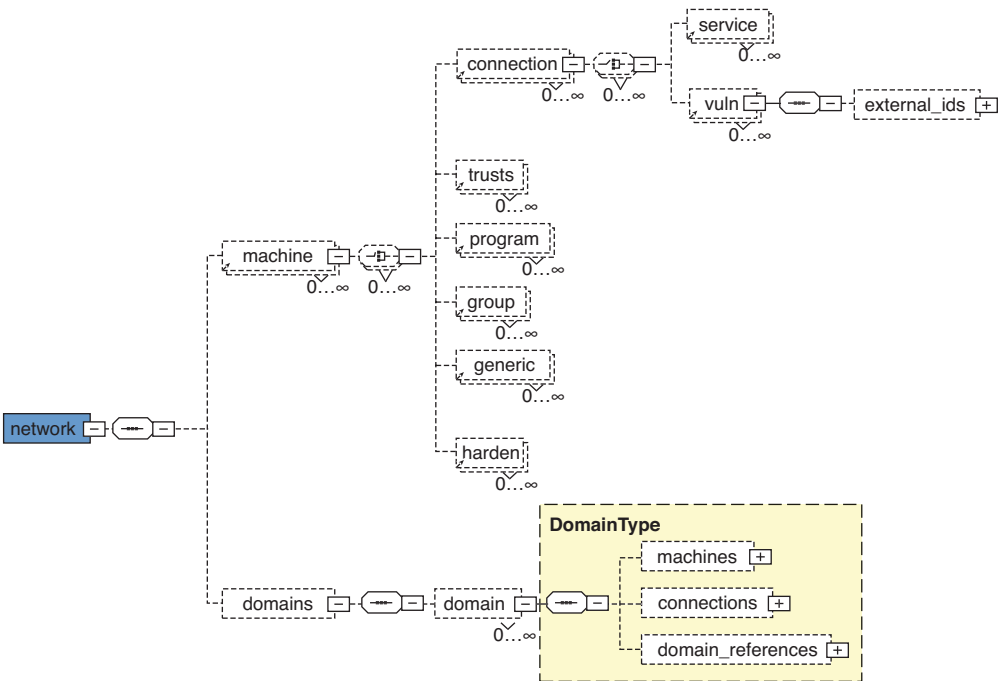 service
0…∞
connection
0…∞
0…∞
vuln
external_ids
0…∞
trusts
0…∞
program
0…∞
machine
0…∞
0…∞
group
0…∞
generic
0…∞
network
harden
0…∞
DomainType
machines
domains
domain
connections
0…∞
domain_references